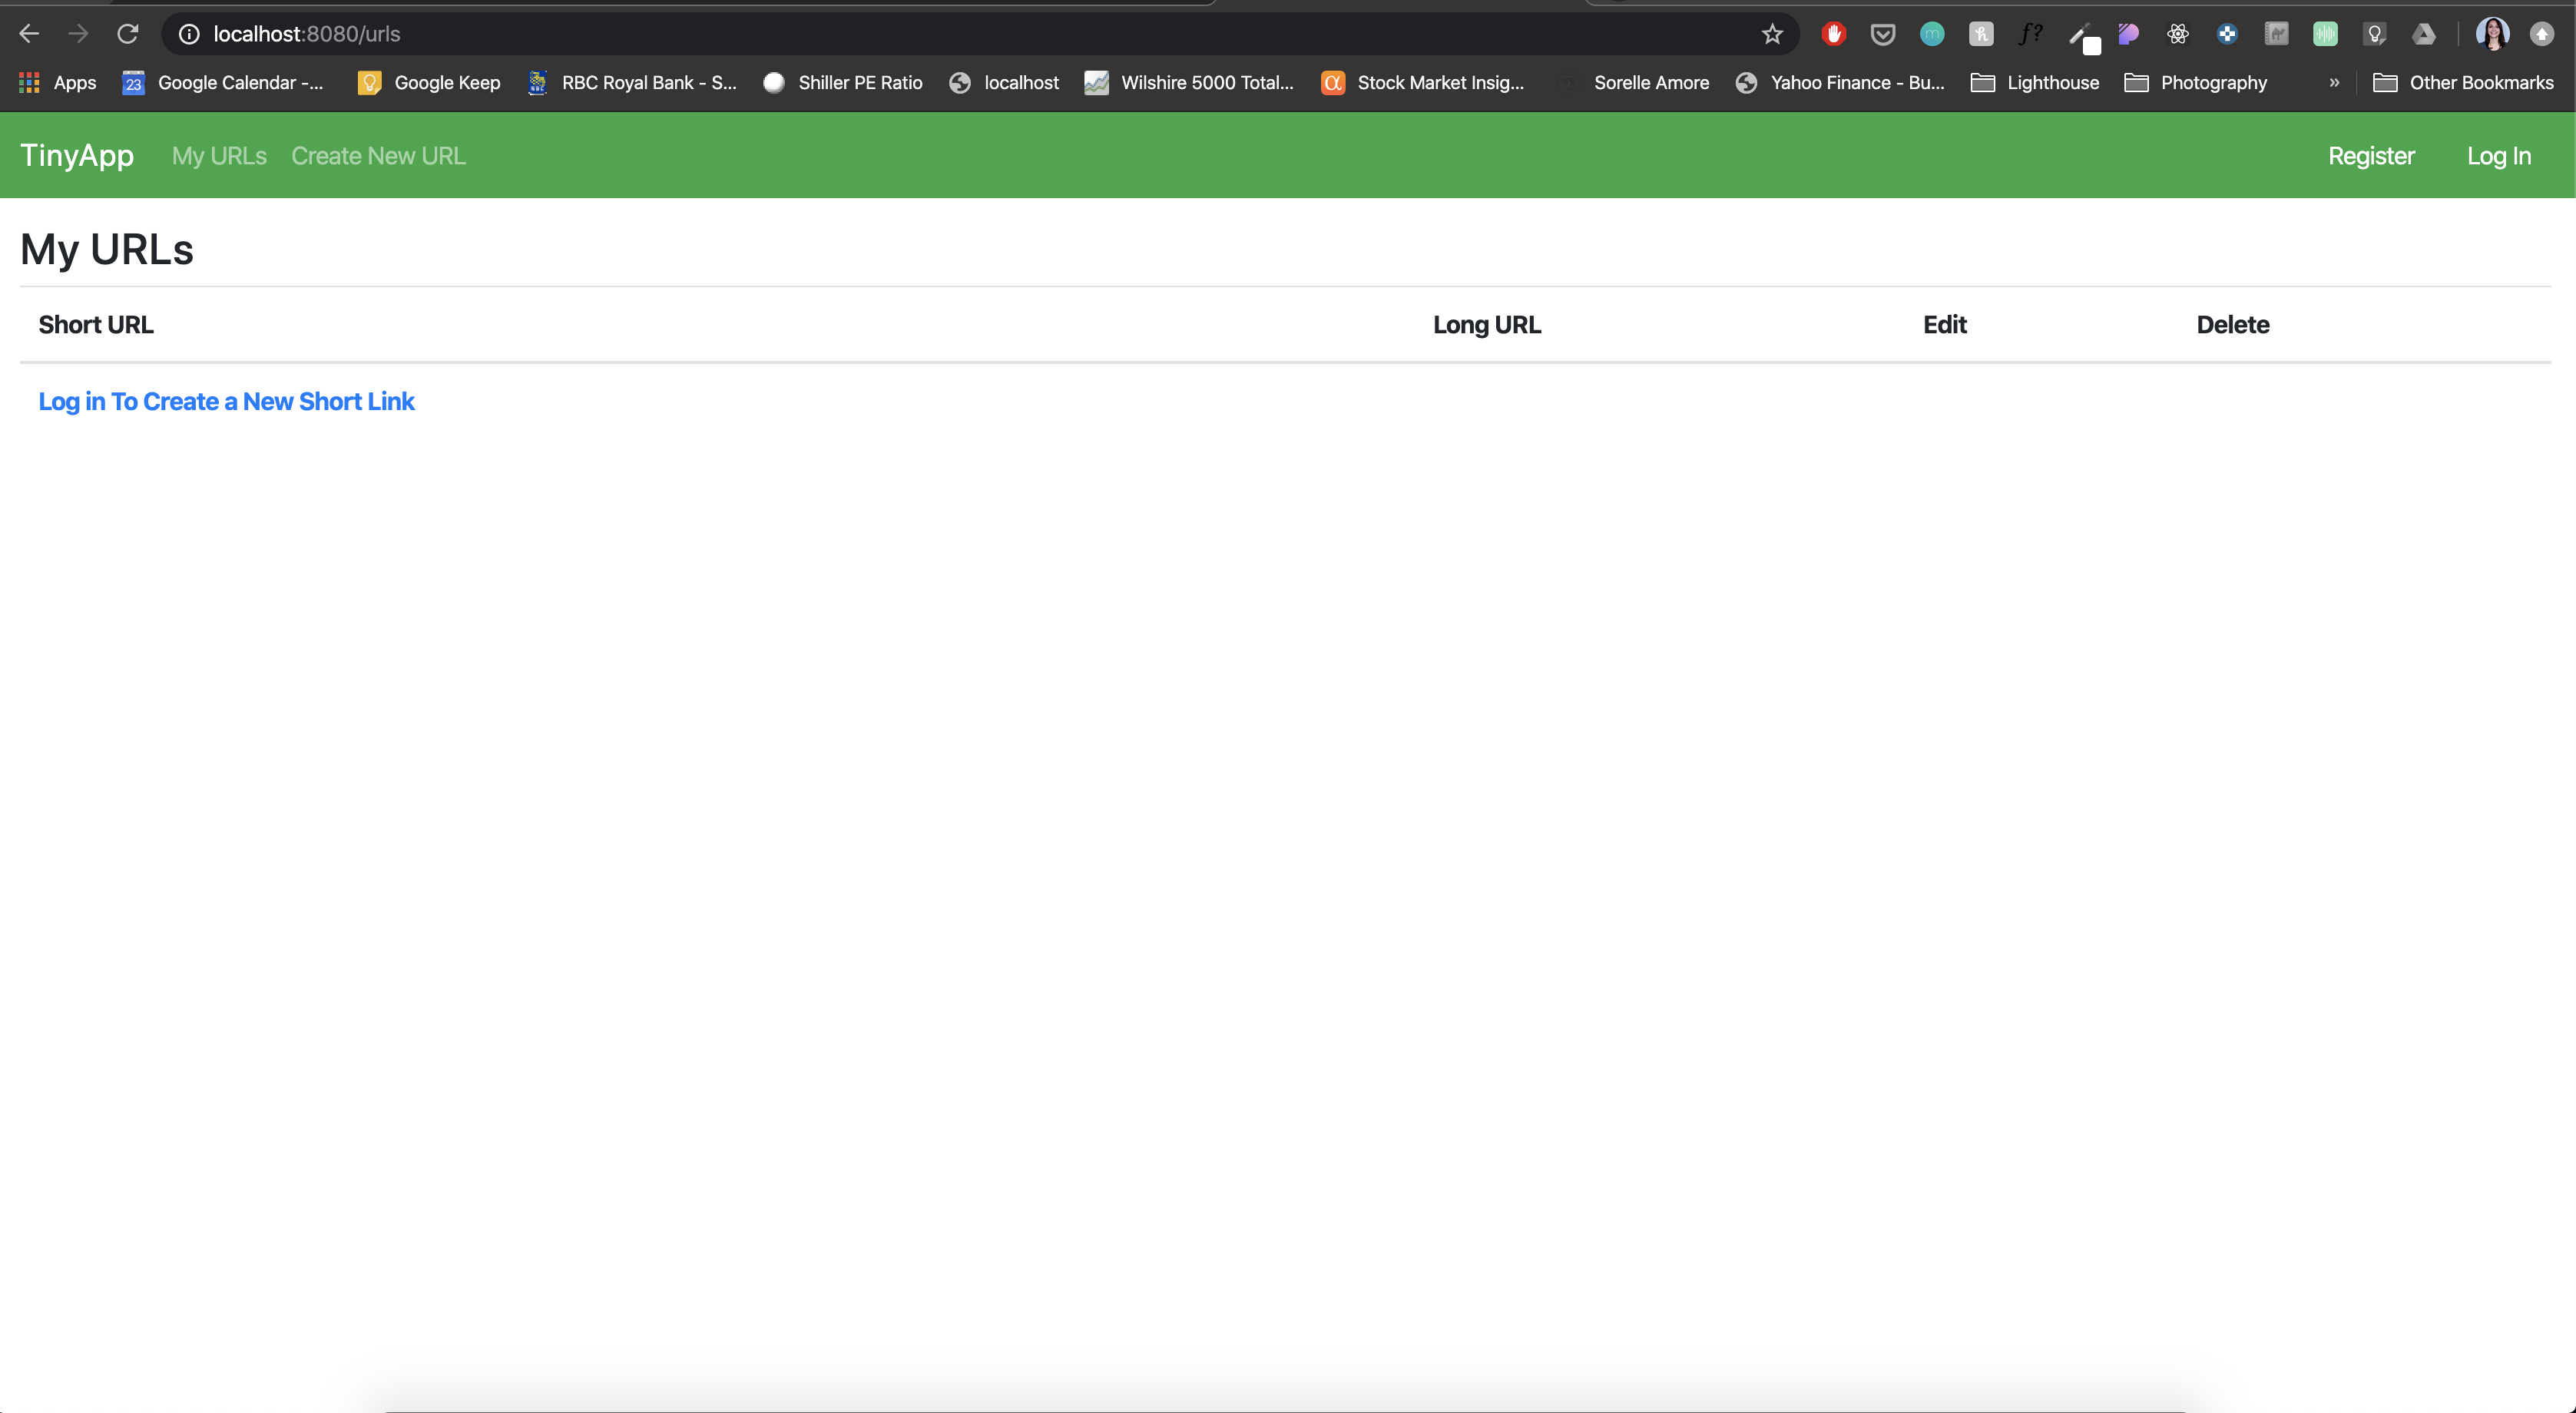 localhost:8080/urls
Apps 23 Google Calendar -... Google Keep RBC Royal Bank - S... Shiller PE Ratio localhost Wilshire 5000 Total... Stock Market Insig... Sorelle Amore Yahoo Finance - Bu... Lighthouse Photography » Other Bookmarks
TinyApp My URLs Create New URL Register Log In
My URLs
Short URL Long URL Edit Delete
Log in To Create a New Short Link